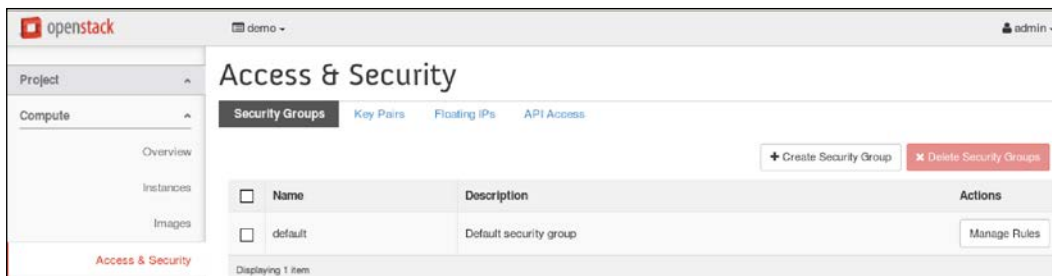 openstack
demo
admin
Project
Access & Security
Compute
Security Groups Key Pairs Floating IPs API Access
Overview
+ Create Security Group × Delete Security Groups
Instances
Name Description Actions
Images
default Default security group Manage Rules
Access & Security
Displaying 1 item